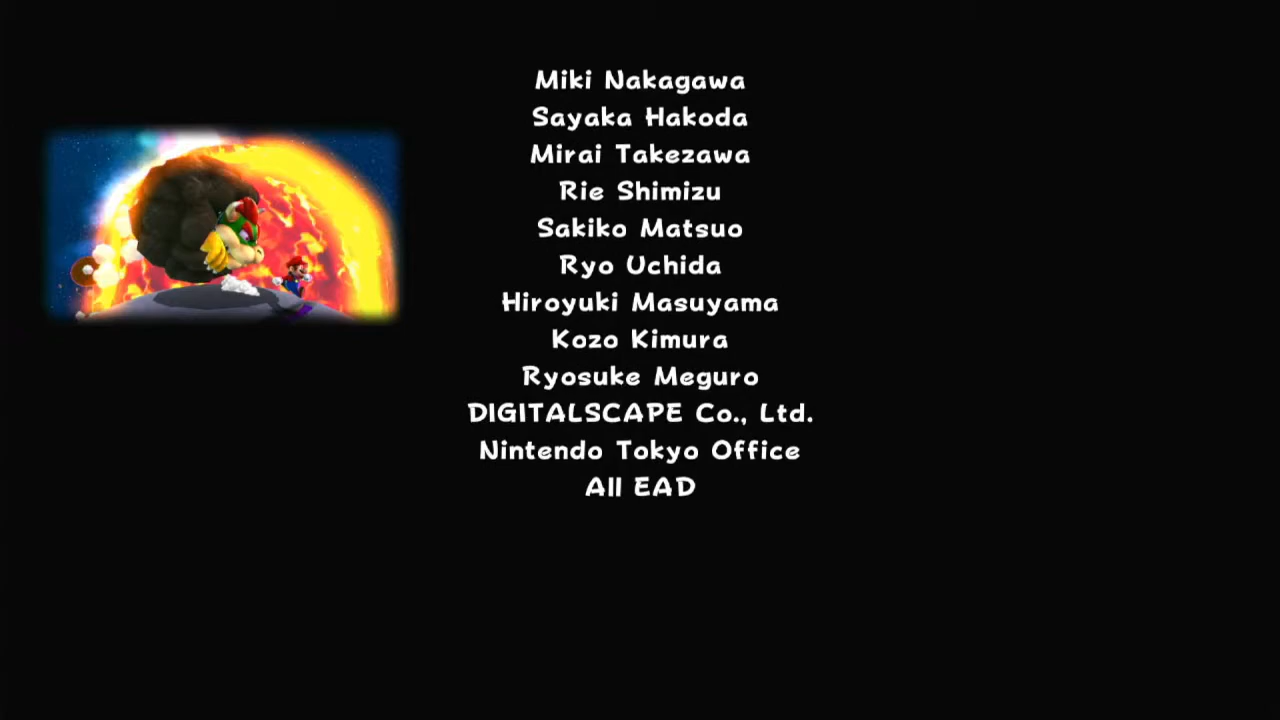 Miki Nakagawa
Sayaka Hakoda
Mirai Takezawa
Rie Shimizu
Sakiko Matsuo
Ryo Uchida
Hiroyuki Masuyama
Kozo Kimura
Ryosuke Meguro
DIGITALSCAPE Co., Ltd.
Nintendo Tokyo Office
All EAD